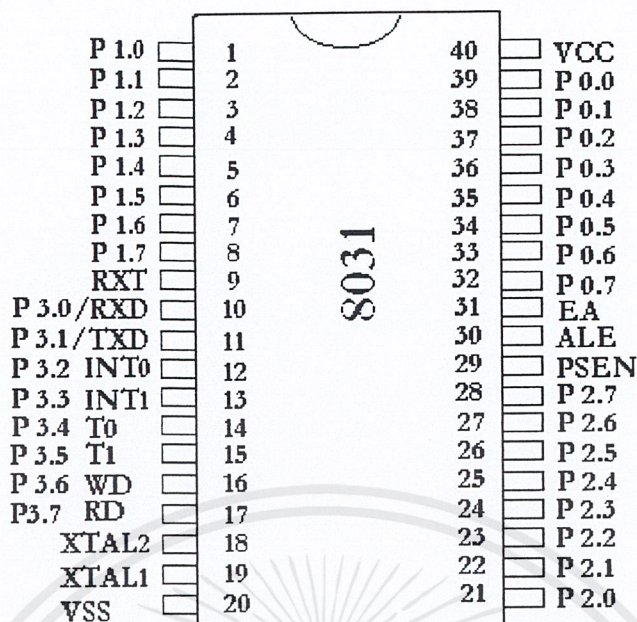 P 1.0 1 40 VCC
P 1.1 2 39 P 0.0
P 1.2 3 38 P 0.1
P 1.3 4 37 P 0.2
P 1.4 5 36 P 0.3
P 1.5 6 35 P 0.4
P 1.6 7 34 P 0.5
P 1.7 8 33 P 0.6
RXT 9 32 P 0.7
P 3.0/RXD 10 31 EA
P 3.1/TXD 11 30 ALE
P 3.2 INT0 12 29 PSEN
P 3.3 INT1 13 28 P 2.7
P 3.4 T0 14 27 P 2.6
P 3.5 T1 15 26 P 2.5
P 3.6 WD 16 25 P 2.4
P3.7 RD 17 24 P 2.3
XTAL2 18 23 P 2.2
XTAL1 19 22 P 2.1
VSS 20 21 P 2.0
8031